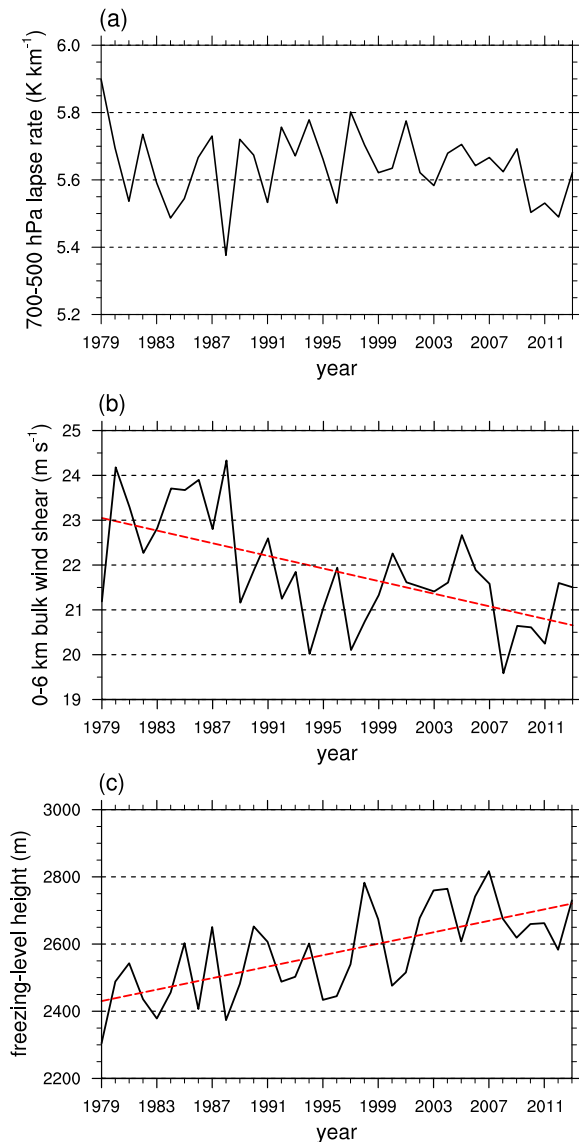 (a)
700-500 hPa lapse rate (K km⁻¹)
6.0
5.8
5.6
5.4
5.2
1979 1983 1987 1991 1995 1999 2003 2007 2011
year
(b)
0-6 km bulk wind shear (m s⁻¹)
25
24
23
22
21
20
19
1979 1983 1987 1991 1995 1999 2003 2007 2011
year
(c)
freezing-level height (m)
3000
2800
2600
2400
2200
1979 1983 1987 1991 1995 1999 2003 2007 2011
year